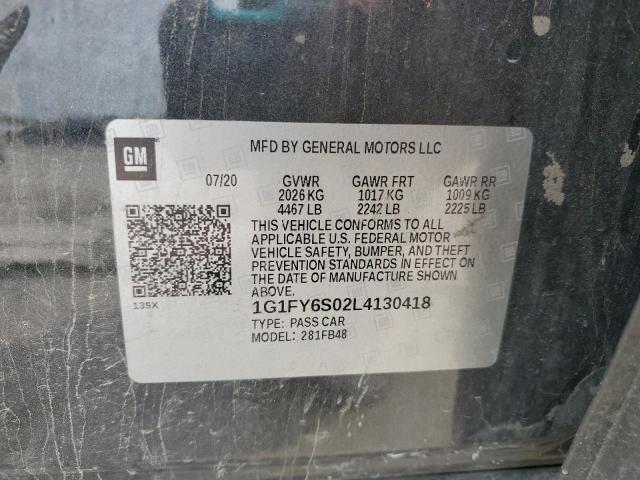 GM
MFD BY GENERAL MOTORS LLC
07/20 GVWR GAWR FRT GAWR RR
2026 KG 1017 KG 1009 KG
4467 LB 2242 LB 2225 LB
THIS VEHICLE CONFORMS TO ALL
APPLICABLE U.S. FEDERAL MOTOR
VEHICLE SAFETY, BUMPER, AND THEFT
PREVENTION STANDARDS IN EFFECT ON
THE DATE OF MANUFACTURE SHOWN
ABOVE.
139X
1G1FY6S02L4130418
TYPE: PASS CAR
MODEL: 281FB48